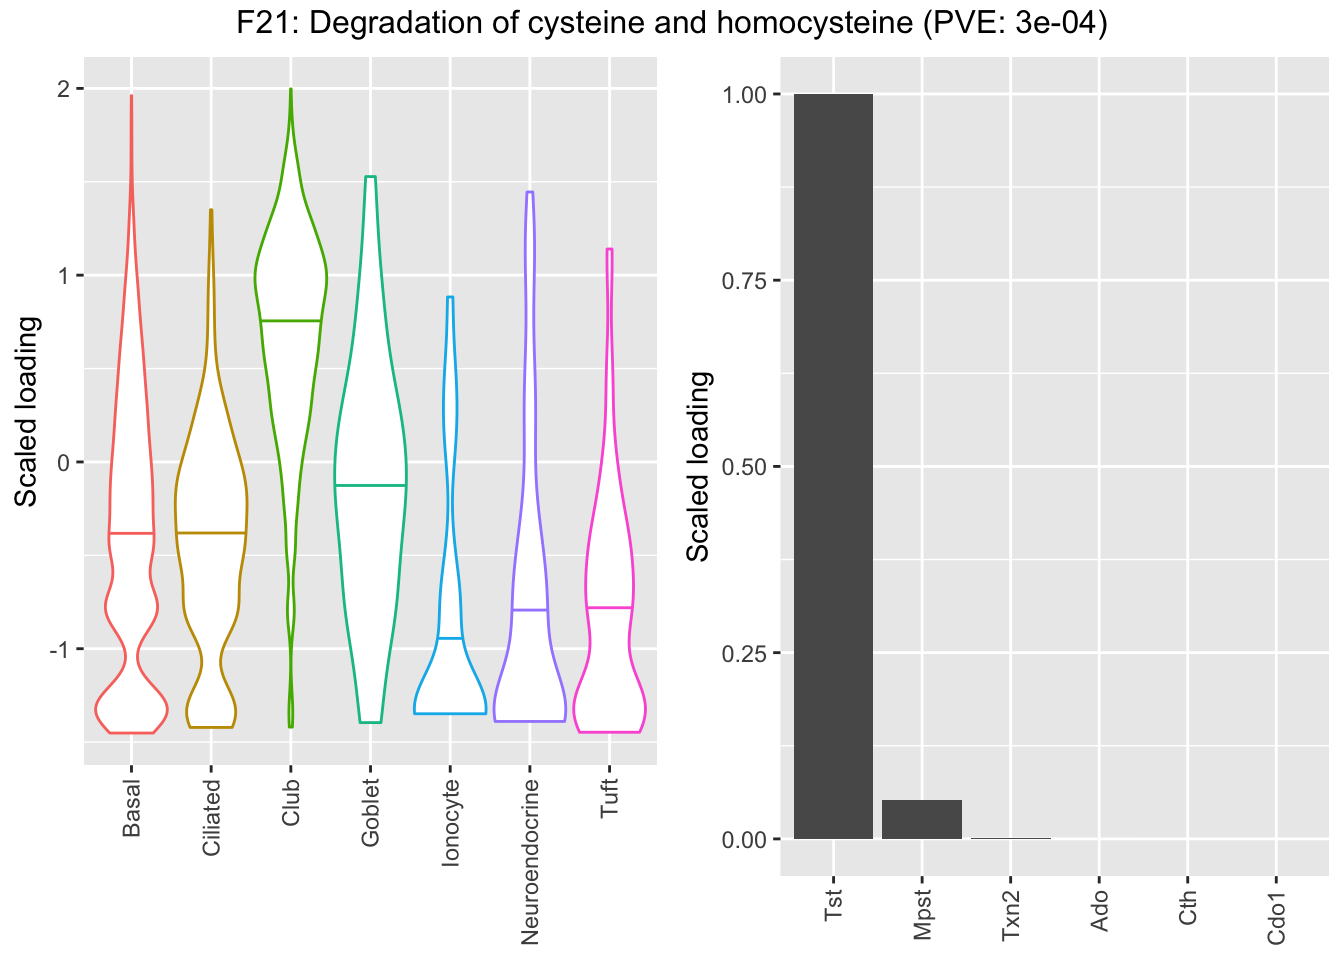 F21: Degradation of cysteine and homocysteine (PVE: 3e-04)
Scaled loading
2
1
0
-1
Basal
Ciliated
Club
Goblet
Ionocyte
Neuroendocrine
Tuft
Scaled loading
1.00
0.75
0.50
0.25
0.00
Tst
Mpst
Txn2
Ado
Cth
Cdo1